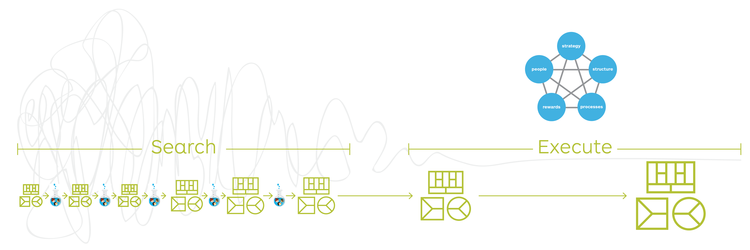 strategy
people
structure
rewards
processes
Search
Execute